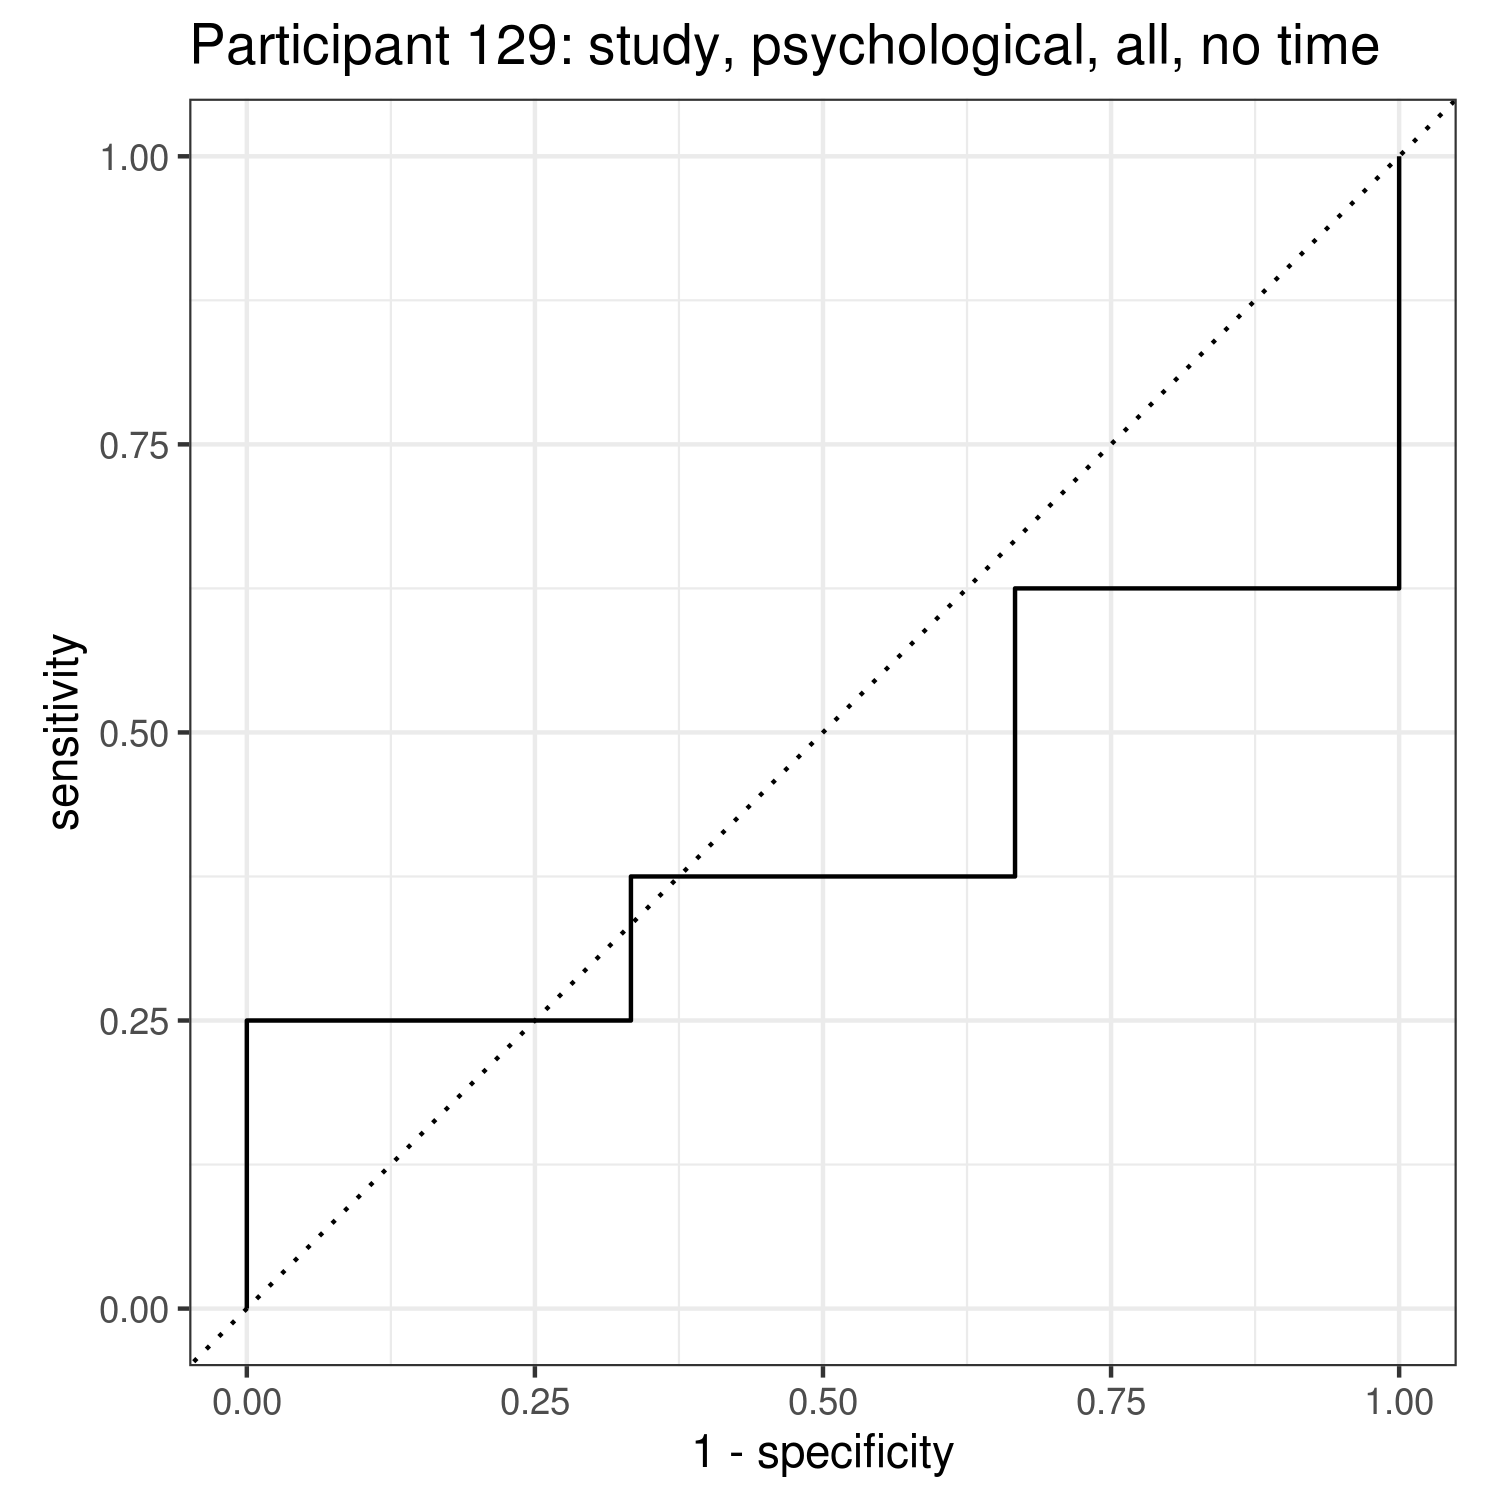 Participant 129: study, psychological, all, no time
1.00
0.75
0.50
0.25
0.00
sensitivity
0.00 0.25 0.50 0.75 1.00
1 - specificity